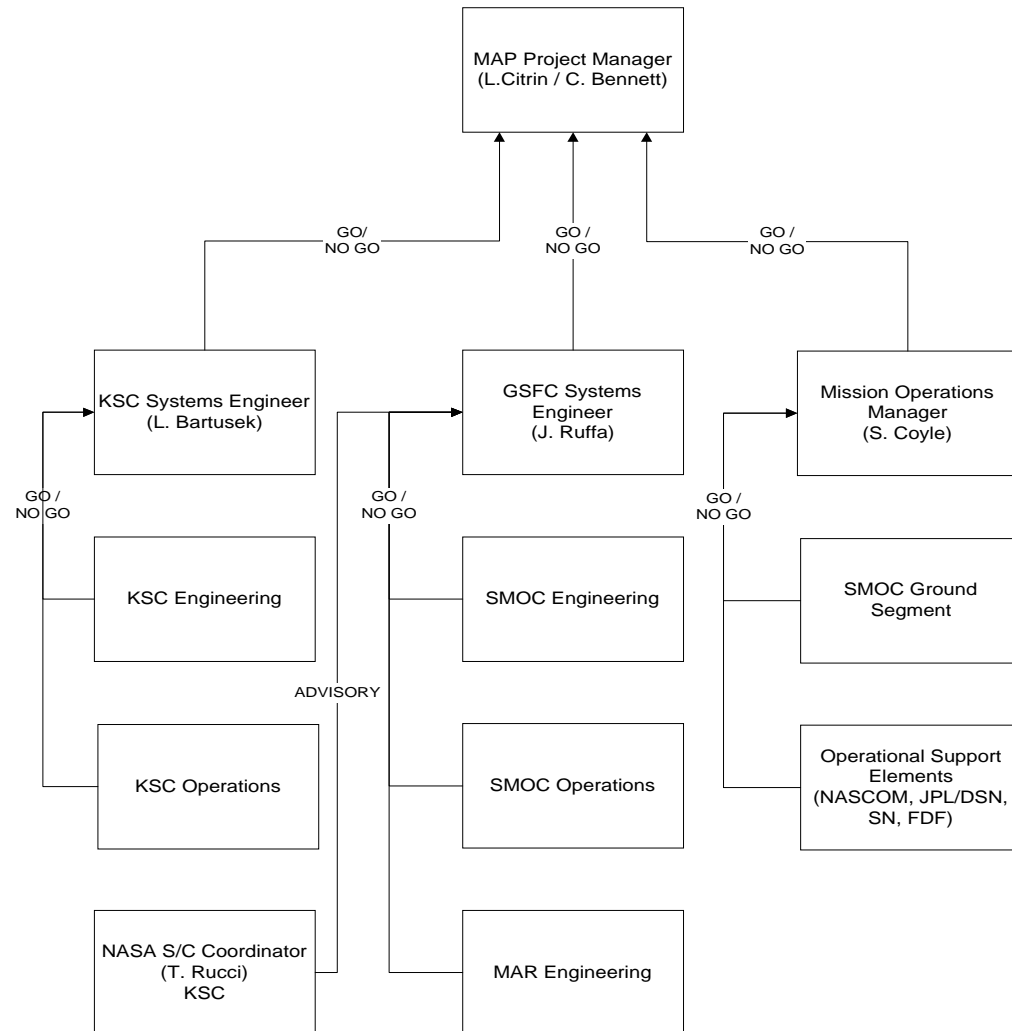 MAP Project Manager
(L.Citrin / C. Bennett)
GO/
NO GO
GO /
NO GO
GO /
NO GO
KSC Systems Engineer
(L. Bartusek)
GSFC Systems
Engineer
(J. Ruffa)
Mission Operations
Manager
(S. Coyle)
GO /
NO GO
GO /
NO GO
GO /
NO GO
KSC Engineering
SMOC Engineering
SMOC Ground
Segment
ADVISORY
KSC Operations
SMOC Operations
Operational Support
Elements
(NASCOM, JPL/DSN,
SN, FDF)
NASA S/C Coordinator
(T. Rucci)
KSC
MAR Engineering